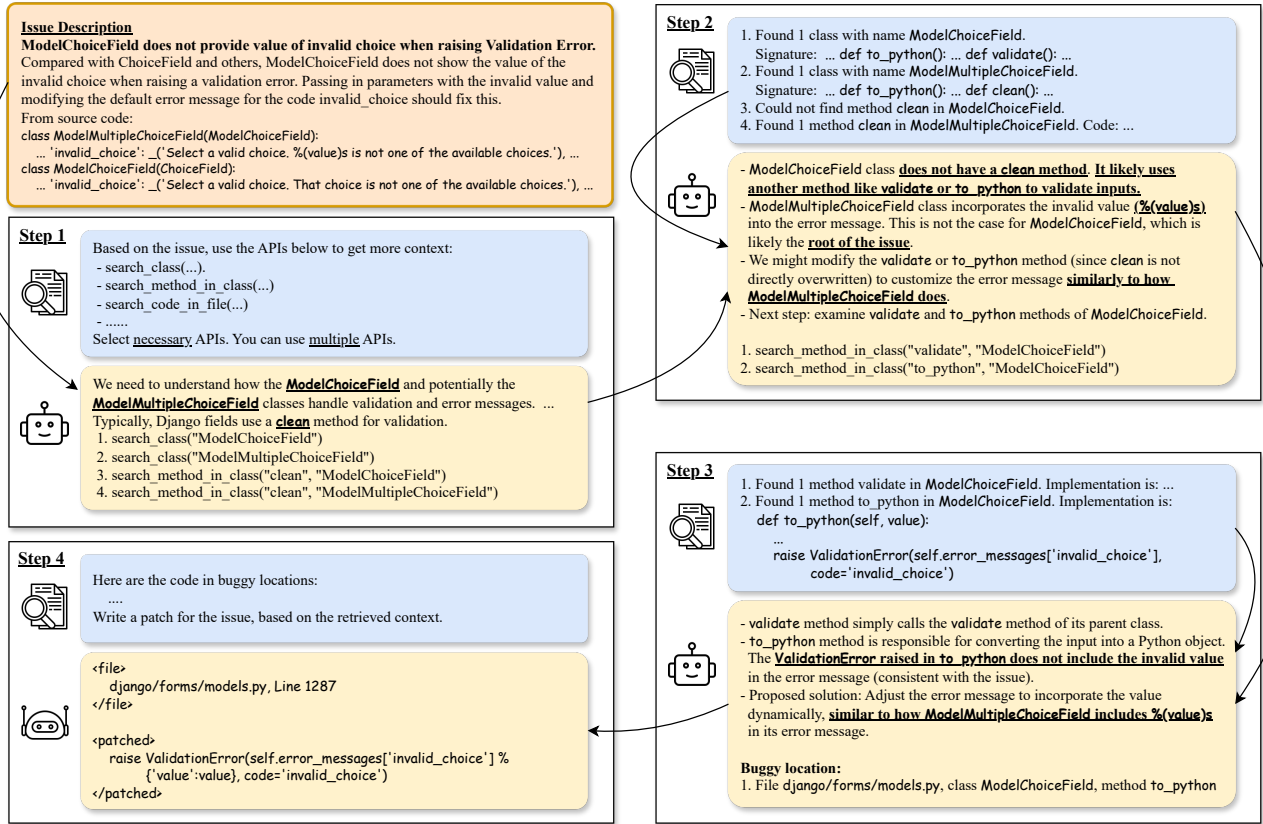 Issue Description
ModelChoiceField does not provide value of invalid choice when raising Validation Error.
Compared with ChoiceField and others, ModelChoiceField does not show the value of the
invalid choice when raising a validation error. Passing in parameters with the invalid value and
modifying the default error message for the code invalid_choice should fix this.
From source code:
class ModelMultipleChoiceField(ModelChoiceField):
... 'invalid_choice': _('Select a valid choice. %(value)s is not one of the available choices.'), ...
class ModelChoiceField(ChoiceField):
... 'invalid_choice': _('Select a valid choice. That choice is not one of the available choices.'), ...
Step 1
Based on the issue, use the APIs below to get more context:
- search_class(...).
- search_method_in_class(...)
- search_code_in_file(...)
- ......
Select necessary APIs. You can use multiple APIs.
We need to understand how the ModelChoiceField and potentially the
ModelMultipleChoiceField classes handle validation and error messages. ...
Typically, Django fields use a clean method for validation.
1. search_class("ModelChoiceField")
2. search_class("ModelMultipleChoiceField")
3. search_method_in_class("clean", "ModelChoiceField")
4. search_method_in_class("clean", "ModelMultipleChoiceField")
Step 2
1. Found 1 class with name ModelChoiceField.
Signature: ... def to_python(): ... def validate(): ...
2. Found 1 class with name ModelMultipleChoiceField.
Signature: ... def to_python(): ... def clean(): ...
3. Could not find method clean in ModelChoiceField.
4. Found 1 method clean in ModelMultipleChoiceField. Code: ...
- ModelChoiceField class does not have a clean method. It likely uses
another method like validate or to_python to validate inputs.
- ModelMultipleChoiceField class incorporates the invalid value (%(value)s)
into the error message. This is not the case for ModelChoiceField, which is
likely the root of the issue.
- We might modify the validate or to_python method (since clean is not
directly overwritten) to customize the error message similarly to how
ModelMultipleChoiceField does.
- Next step: examine validate and to_python methods of ModelChoiceField.
1. search_method_in_class("validate", "ModelChoiceField")
2. search_method_in_class("to_python", "ModelChoiceField")
Step 3
1. Found 1 method validate in ModelChoiceField. Implementation is: ...
2. Found 1 method to_python in ModelChoiceField. Implementation is:
def to_python(self, value):
...
raise ValidationError(self.error_messages['invalid_choice'],
code='invalid_choice')
- validate method simply calls the validate method of its parent class.
- to_python method is responsible for converting the input into a Python object.
The ValidationError raised in to_python does not include the invalid value
in the error message (consistent with the issue).
- Proposed solution: Adjust the error message to incorporate the value
dynamically, similar to how ModelMultipleChoiceField includes %(value)s
in its error message.
Buggy location:
1. File django/forms/models.py, class ModelChoiceField, method to_python
Step 4
Here are the code in buggy locations:
....
Write a patch for the issue, based on the retrieved context.
<file>
django/forms/models.py, Line 1287
</file>
<patched>
raise ValidationError(self.error_messages['invalid_choice'] %
{'value':value}, code='invalid_choice')
</patched>